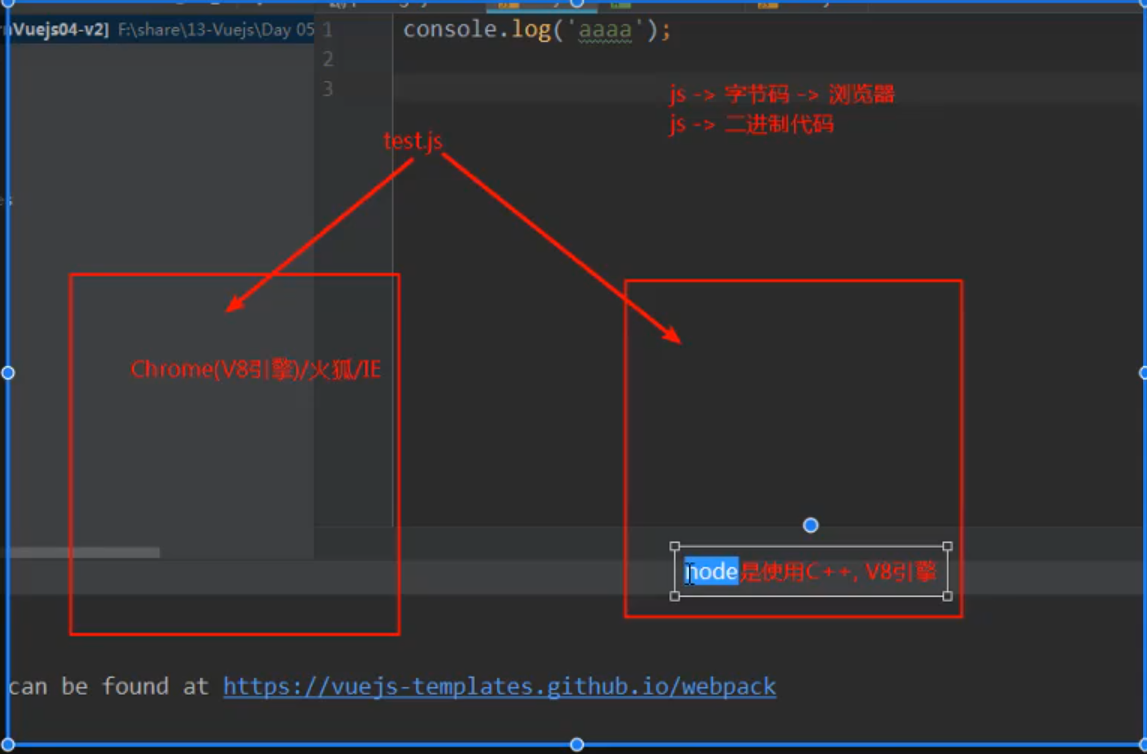 Vuejs04-v2] F:\share\13-Vuejs\Day 05
1 console.log('aaaa');
2
3
js -> 字节码 -> 浏览器
js -> 二进制代码
test.js
Chrome(V8引擎)/火狐/IE
node是使用C++, V8引擎
can be found at https://vuejs-templates.github.io/webpack